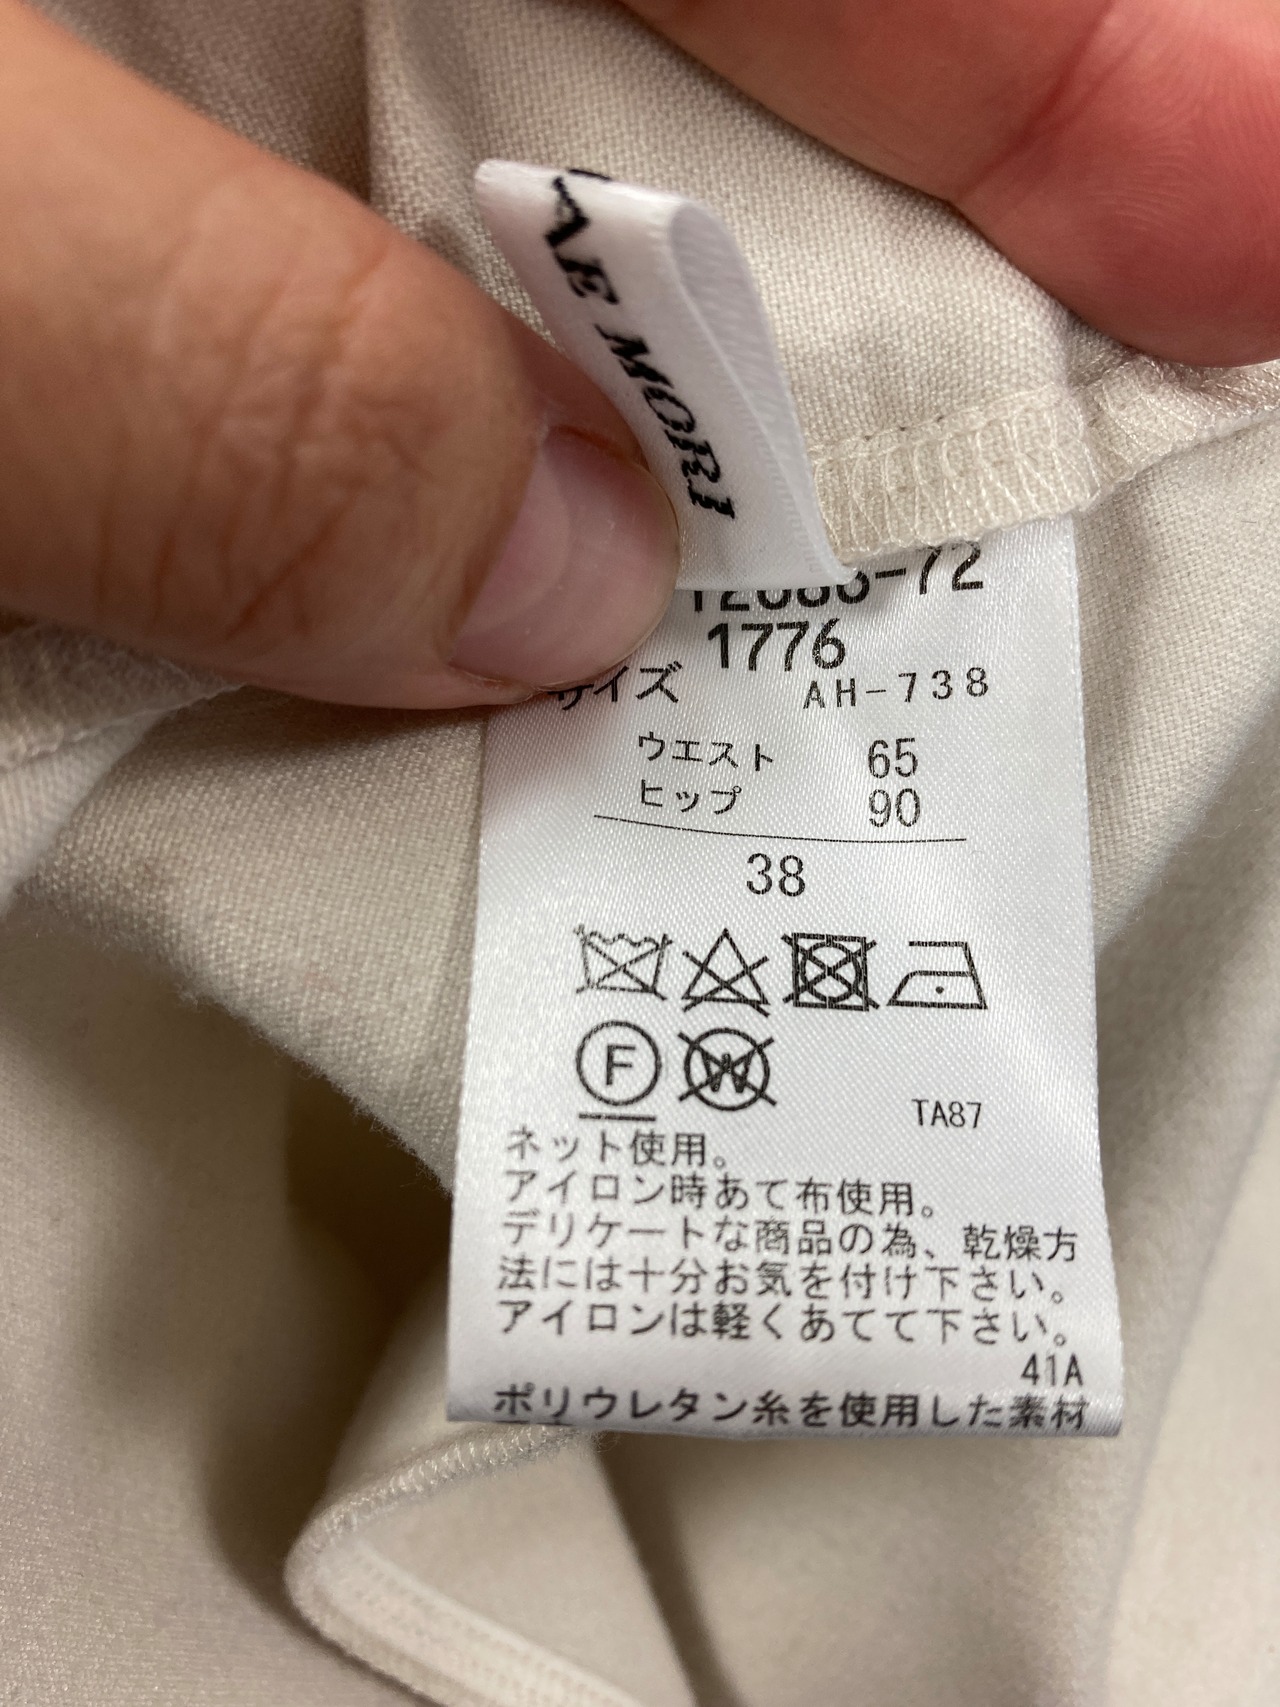 AE MORI
1776
サイズ AH-738
ウエスト 65
ヒップ 90
38
F W
TA87
ネット使用。
アイロン時あて布使用。
デリケートな商品の為、乾燥方
法には十分お気を付け下さい。
アイロンは軽くあてて下さい。
41A
ポリウレタン糸を使用した素材